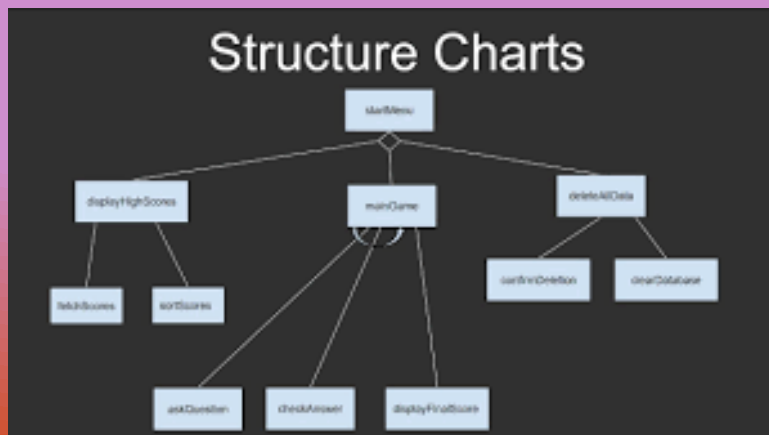 Structure Charts
startMenu
displayHighScores
mainGame
deleteAllData
fetchScores
sortScores
confirmDeletion
clearDatabase
askQuestion
checkAnswer
displayFinalScore